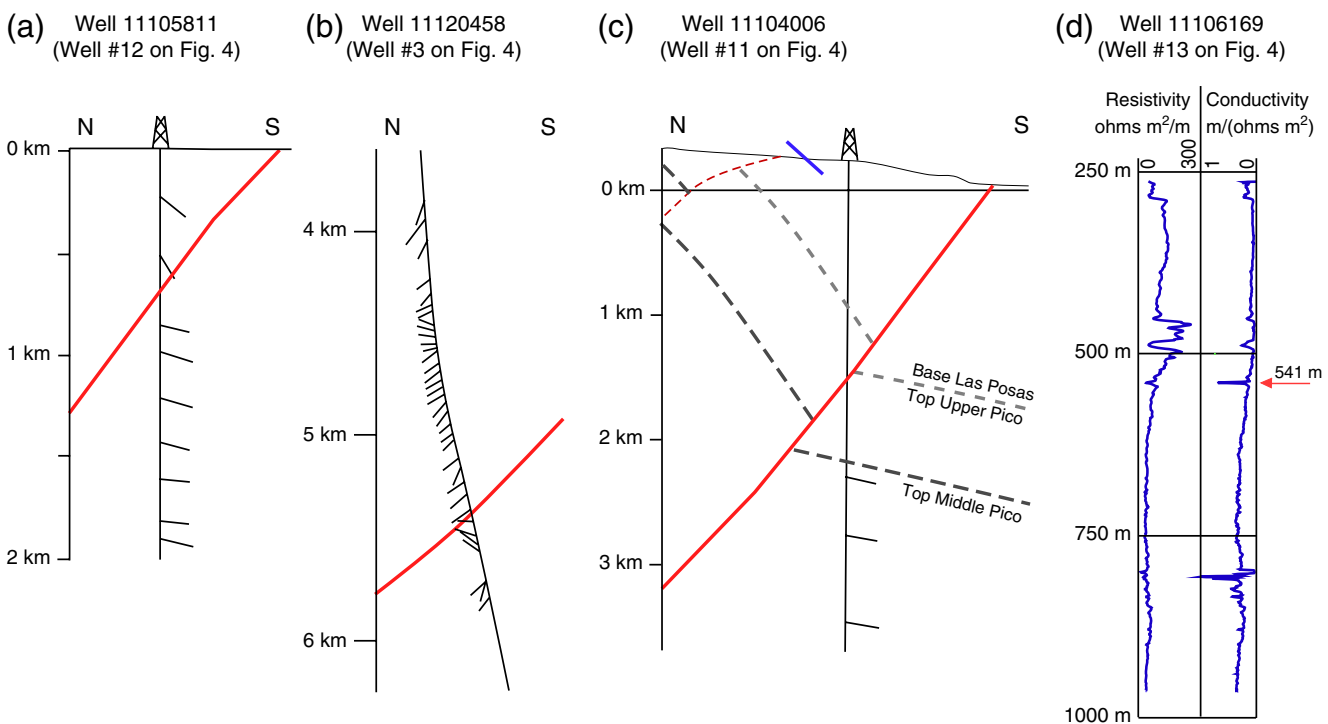 (a)
Well 11105811
(Well #12 on Fig. 4)
N
S
0 km
1 km
2 km
(b)
Well 11120458
(Well #3 on Fig. 4)
N
S
4 km
5 km
6 km
(c)
Well 11104006
(Well #11 on Fig. 4)
N
S
0 km
1 km
2 km
3 km
Base Las Posas
Top Upper Pico
Top Middle Pico
(d)
Well 11106169
(Well #13 on Fig. 4)
Resistivity
ohms m²/m
Conductivity
m/(ohms m²)
0
300
1
0
250 m
500 m
541 m
750 m
1000 m